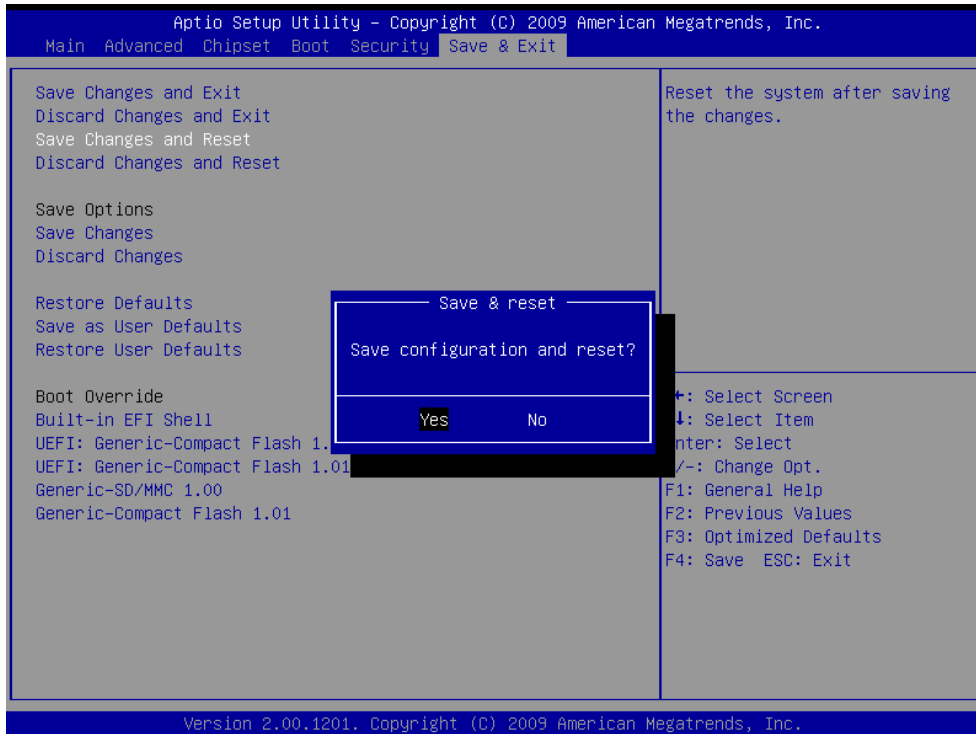 Aptio Setup Utility – Copyright (C) 2009 American Megatrends, Inc.
Main Advanced Chipset Boot Security Save & Exit
Save Changes and Exit
Discard Changes and Exit
Save Changes and Reset
Discard Changes and Reset
Save Options
Save Changes
Discard Changes
Restore Defaults
Save as User Defaults
Restore User Defaults
Boot Override
Built-in EFI Shell
UEFI: Generic-Compact Flash 1.
UEFI: Generic-Compact Flash 1.01
Generic-SD/MMC 1.00
Generic-Compact Flash 1.01
Save & reset
Save configuration and reset?
Yes No
Reset the system after saving
the changes.
←: Select Screen
↓: Select Item
nter: Select
/-: Change Opt.
F1: General Help
F2: Previous Values
F3: Optimized Defaults
F4: Save ESC: Exit
Version 2.00.1201. Copyright (C) 2009 American Megatrends, Inc.